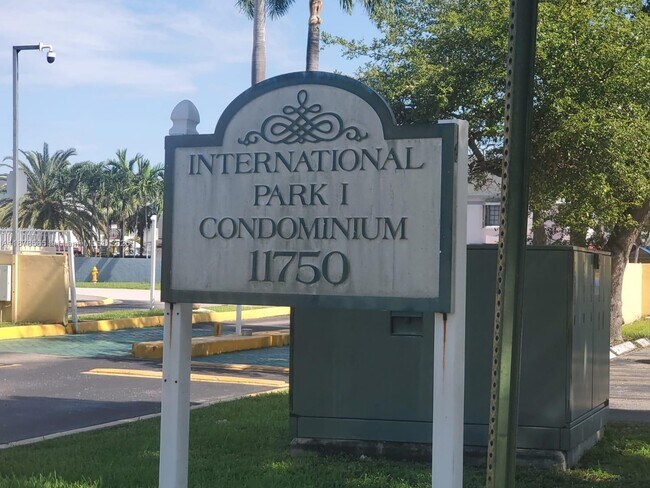 INTERNATIONAL
PARK I
CONDOMINIUM
11750